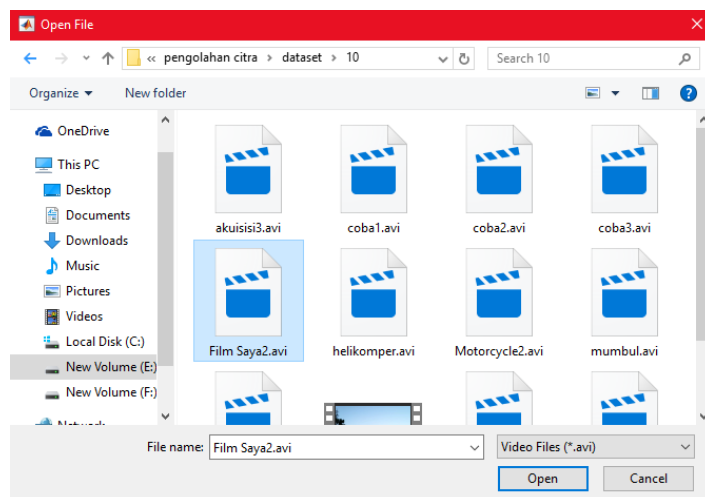 Open File
« pengolahan citra > dataset > 10
Search 10
Organize
New folder
OneDrive
This PC
Desktop
Documents
Downloads
Music
Pictures
Videos
Local Disk (C:)
New Volume (E:)
New Volume (F:)
akuisisi3.avi coba1.avi coba2.avi coba3.avi
Film Saya2.avi helikomper.avi Motorcycle2.avi mumbul.avi
File name: Film Saya2.avi Video Files (*.avi)
Open Cancel